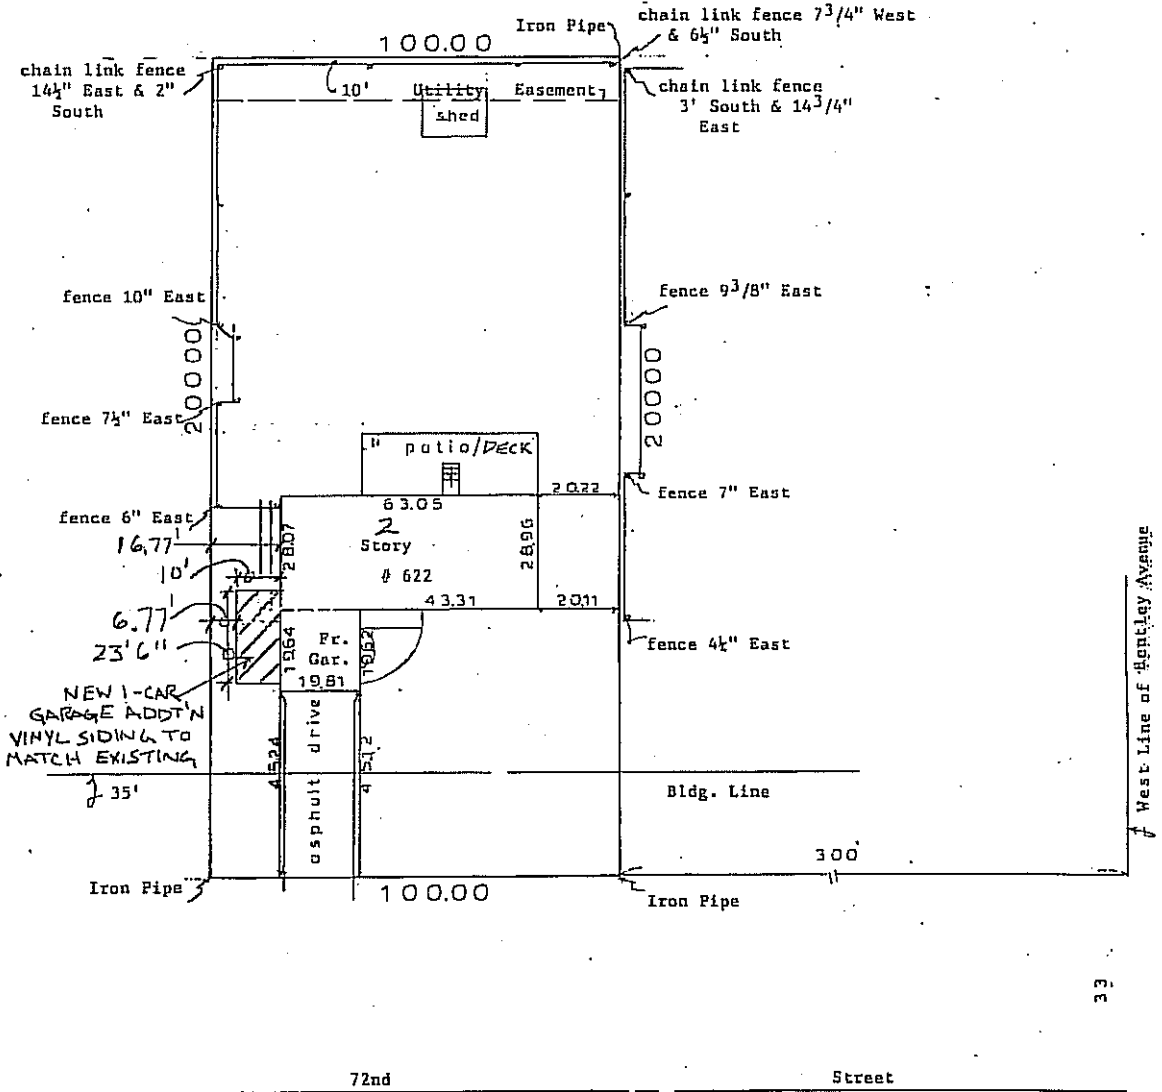 Iron Pipe
chain link fence 7 3/4" West
& 6½" South
100.00
chain link fence
14½" East & 2"
South
10'
Utility
Easement
shed
chain link fence
3' South & 14 3/4"
East
fence 10" East
fence 9 3/8" East
200.00
200.00
fence 7½" East
patio/DECK
20.22
63.05
fence 7" East
fence 6" East
16.77'
28.07
2
Story
28.96
10'
# 622
43.31
20.11
6.77'
23'6"
19.64
Fr.
Gar.
19.62
fence 4½" East
19.81
NEW 1-CAR
GARAGE ADDT'N
VINYL SIDING TO
MATCH EXISTING
asphult drive
45.24
45.12
35'
Bldg. Line
West Line of Bentley Avenue
300
Iron Pipe
100.00
Iron Pipe
33
72nd
Street